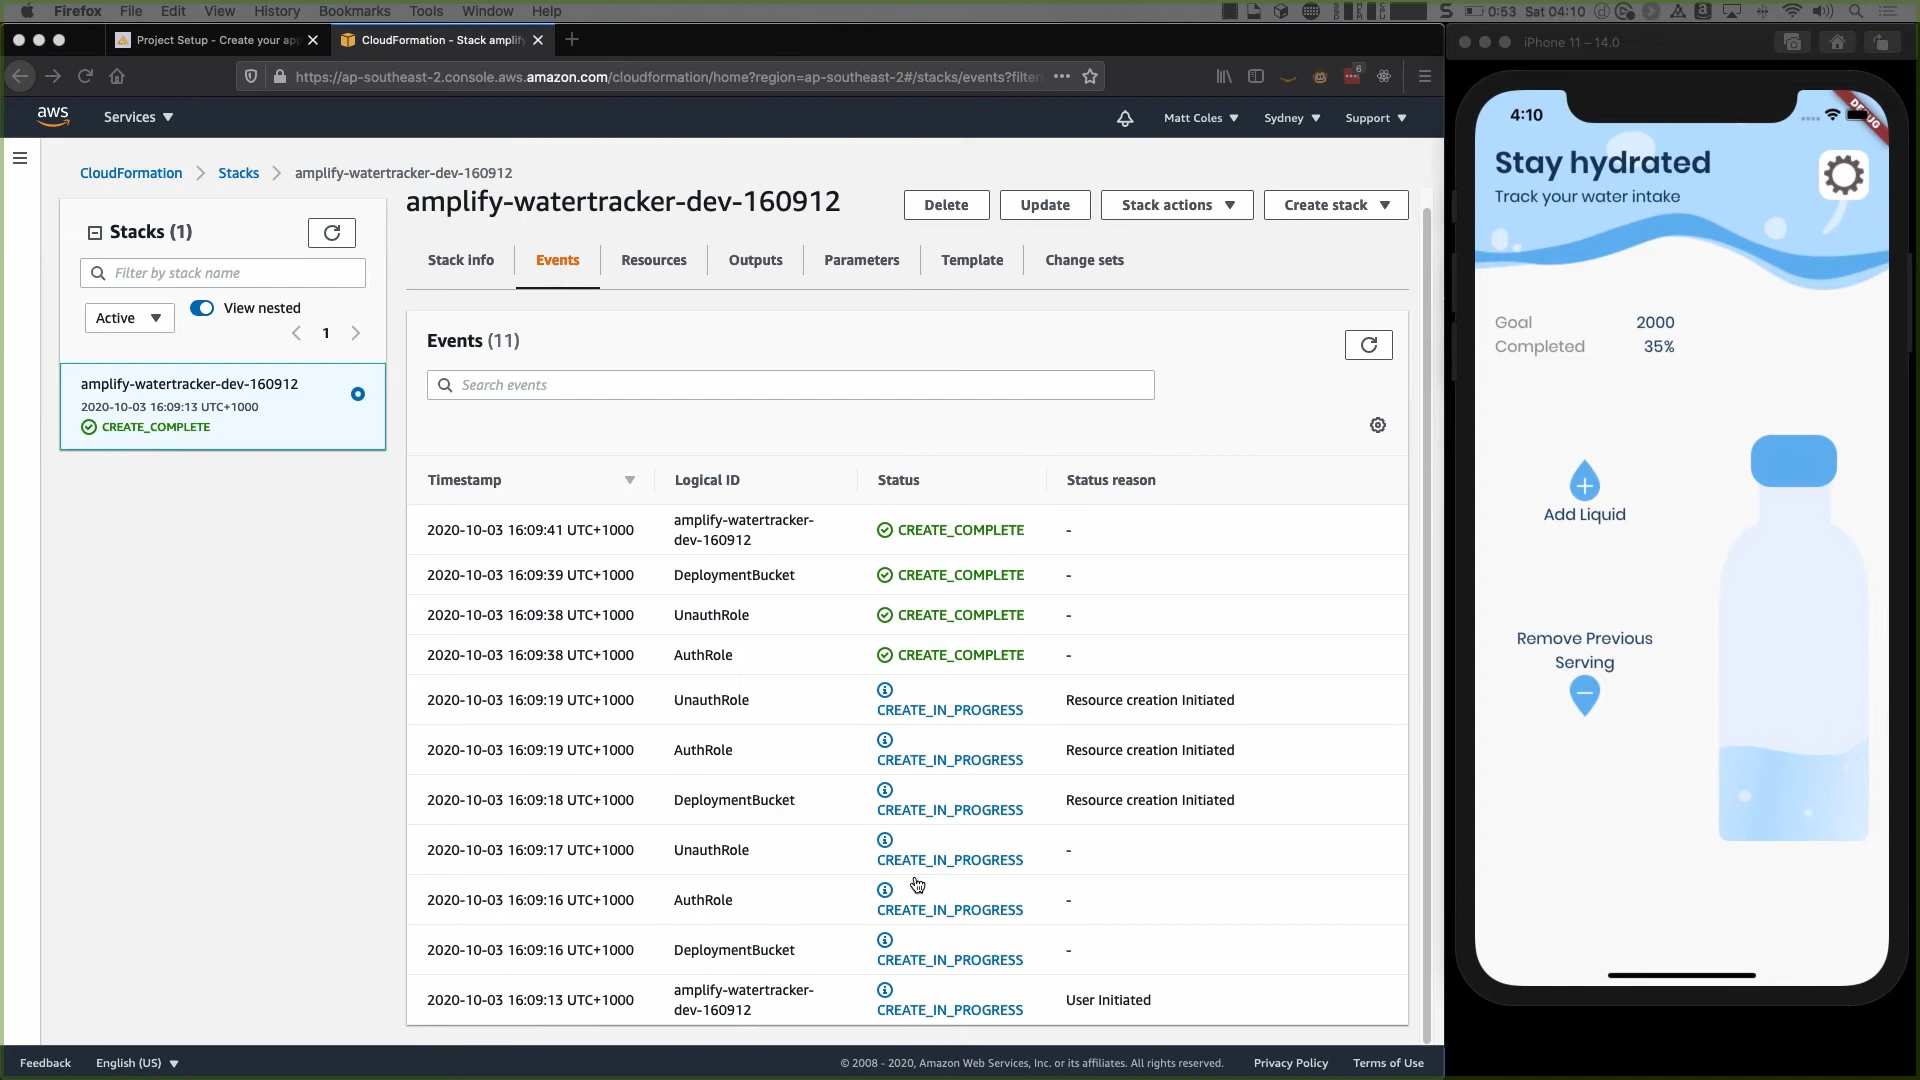 Firefox File Edit View History Bookmarks Tools Window Help
0:53 Sat 04:10
Project Setup - Create your app
CloudFormation - Stack amplify
iPhone 11 – 14.0
https://ap-southeast-2.console.aws.amazon.com/cloudformation/home?region=ap-southeast-2#/stacks/events?filter
6
aws Services
Matt Coles Sydney Support
CloudFormation Stacks amplify-watertracker-dev-160912
Stacks (1)
Filter by stack name
Active
View nested
1
amplify-watertracker-dev-160912
2020-10-03 16:09:13 UTC+1000
CREATE_COMPLETE
amplify-watertracker-dev-160912
Delete Update Stack actions Create stack
Stack info Events Resources Outputs Parameters Template Change sets
Events (11)
Search events
Timestamp Logical ID Status Status reason
2020-10-03 16:09:41 UTC+1000 amplify-watertracker-dev-160912 CREATE_COMPLETE -
2020-10-03 16:09:39 UTC+1000 DeploymentBucket CREATE_COMPLETE -
2020-10-03 16:09:38 UTC+1000 UnauthRole CREATE_COMPLETE -
2020-10-03 16:09:38 UTC+1000 AuthRole CREATE_COMPLETE -
2020-10-03 16:09:19 UTC+1000 UnauthRole CREATE_IN_PROGRESS Resource creation Initiated
2020-10-03 16:09:19 UTC+1000 AuthRole CREATE_IN_PROGRESS Resource creation Initiated
2020-10-03 16:09:18 UTC+1000 DeploymentBucket CREATE_IN_PROGRESS Resource creation Initiated
2020-10-03 16:09:17 UTC+1000 UnauthRole CREATE_IN_PROGRESS -
2020-10-03 16:09:16 UTC+1000 AuthRole CREATE_IN_PROGRESS -
2020-10-03 16:09:16 UTC+1000 DeploymentBucket CREATE_IN_PROGRESS -
2020-10-03 16:09:13 UTC+1000 amplify-watertracker-dev-160912 CREATE_IN_PROGRESS User Initiated
Feedback English (US)
© 2008 - 2020, Amazon Web Services, Inc. or its affiliates. All rights reserved. Privacy Policy Terms of Use
4:10
Stay hydrated
Track your water intake
Goal 2000
Completed 35%
Add Liquid
Remove Previous
Serving